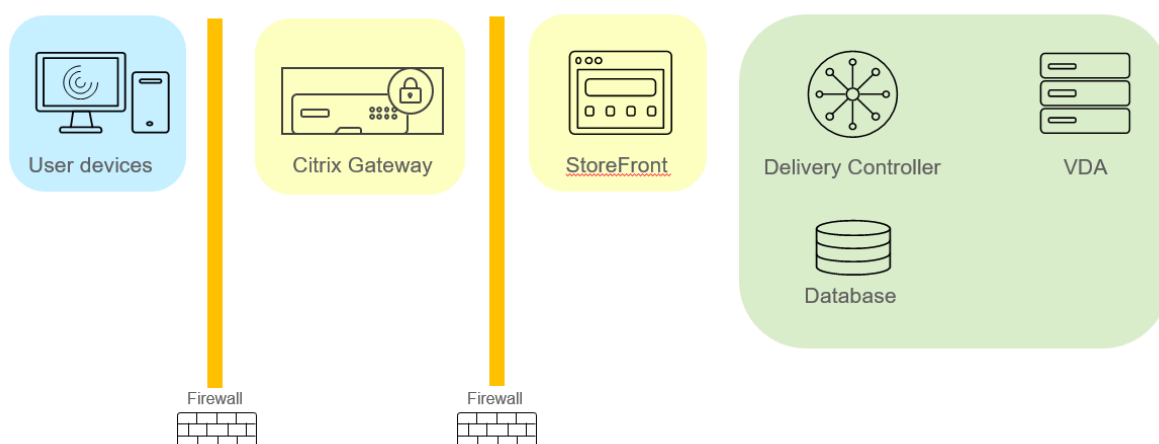 User devices
Citrix Gateway
StoreFront
Delivery Controller
VDA
Database
Firewall
Firewall